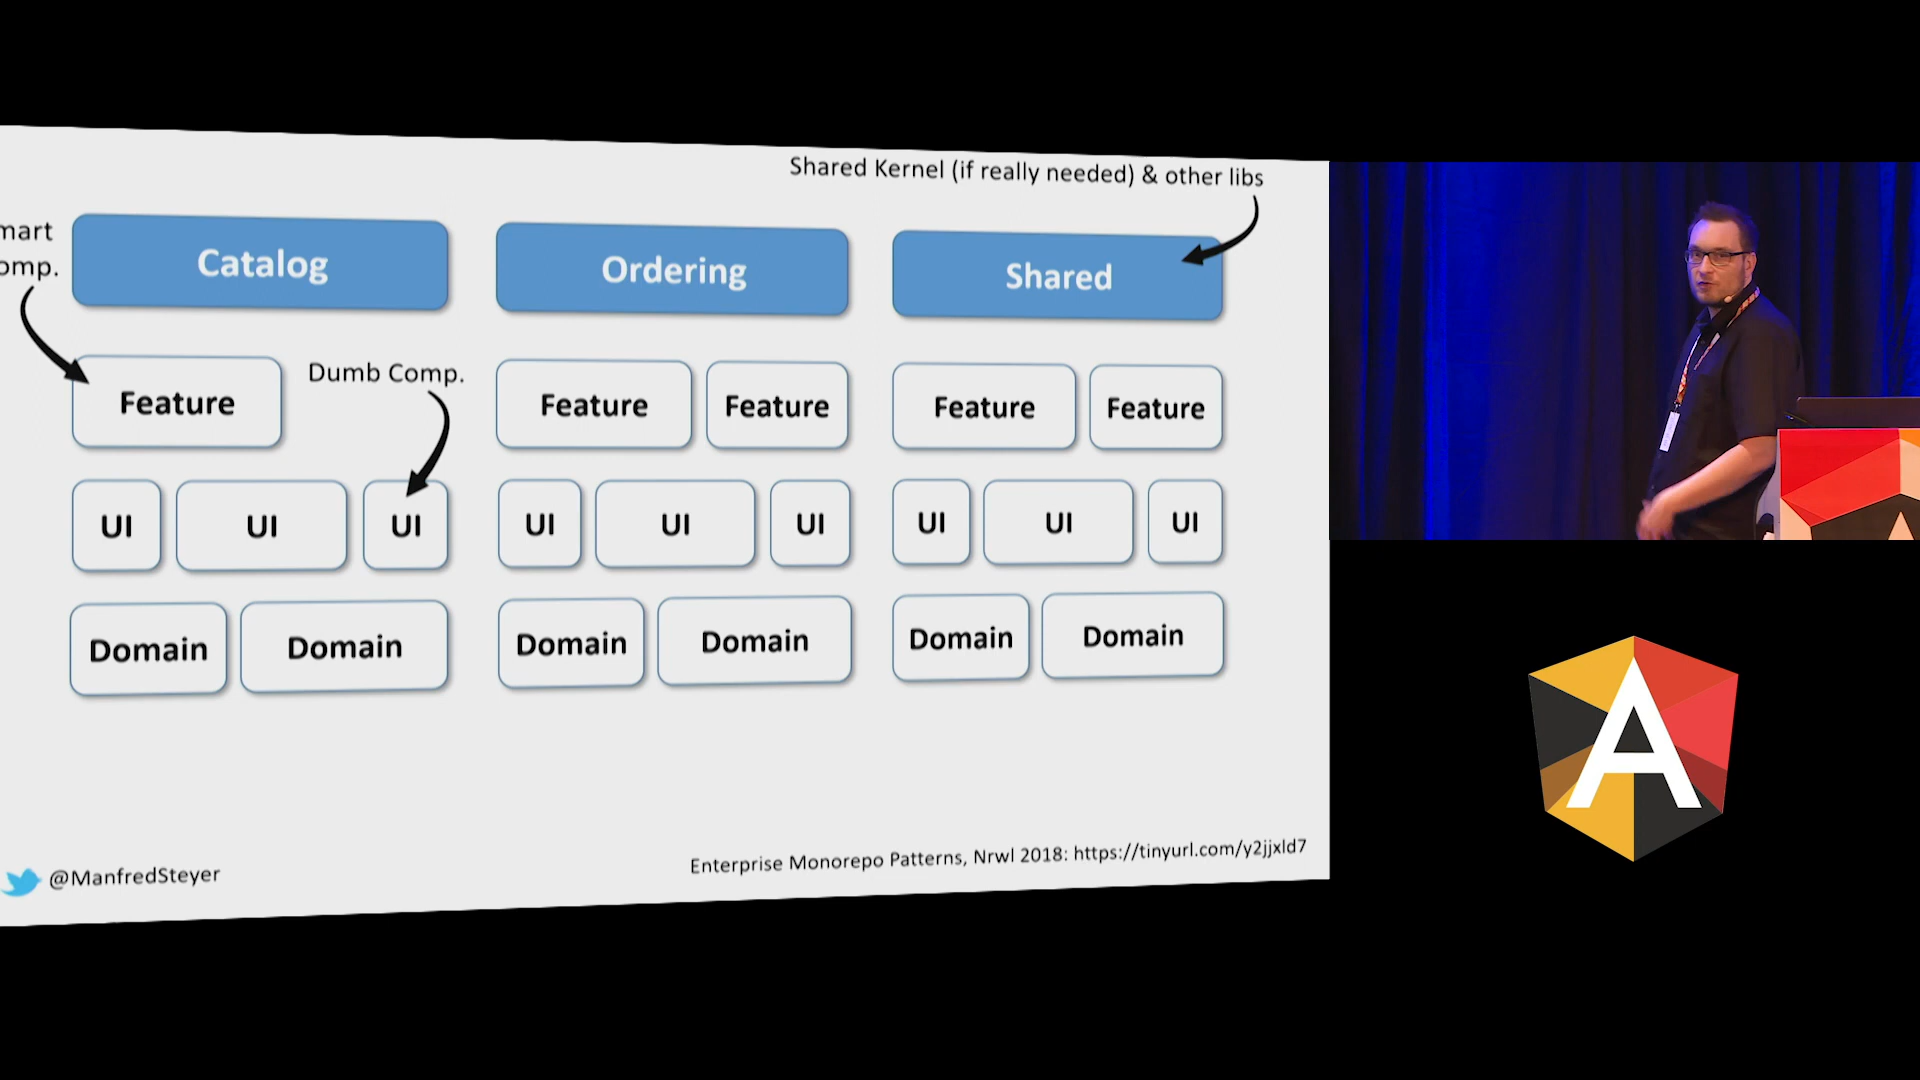 Shared Kernel (if really needed) & other libs
mart
omp.
Catalog
Ordering
Shared
Dumb Comp.
Feature
Feature
Feature
Feature
Feature
UI
UI
UI
UI
UI
UI
UI
UI
UI
Domain
Domain
Domain
Domain
Domain
Domain
@ManfredSteyer
Enterprise Monorepo Patterns, Nrwl 2018: https://tinyurl.com/y2jjxld7
A